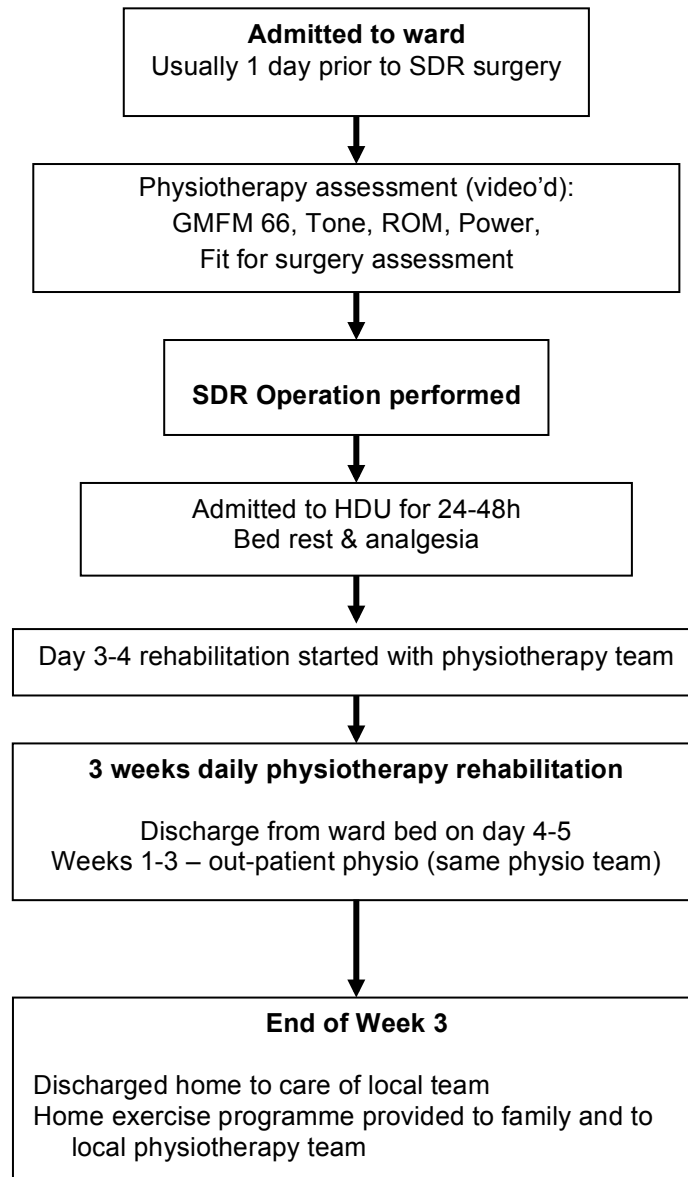 Admitted to ward
Usually 1 day prior to SDR surgery
Physiotherapy assessment (video’d):
GMFM 66, Tone, ROM, Power,
Fit for surgery assessment
SDR Operation performed
Admitted to HDU for 24-48h
Bed rest & analgesia
Day 3-4 rehabilitation started with physiotherapy team
3 weeks daily physiotherapy rehabilitation
Discharge from ward bed on day 4-5
Weeks 1-3 – out-patient physio (same physio team)
End of Week 3
Discharged home to care of local team
Home exercise programme provided to family and to
local physiotherapy team